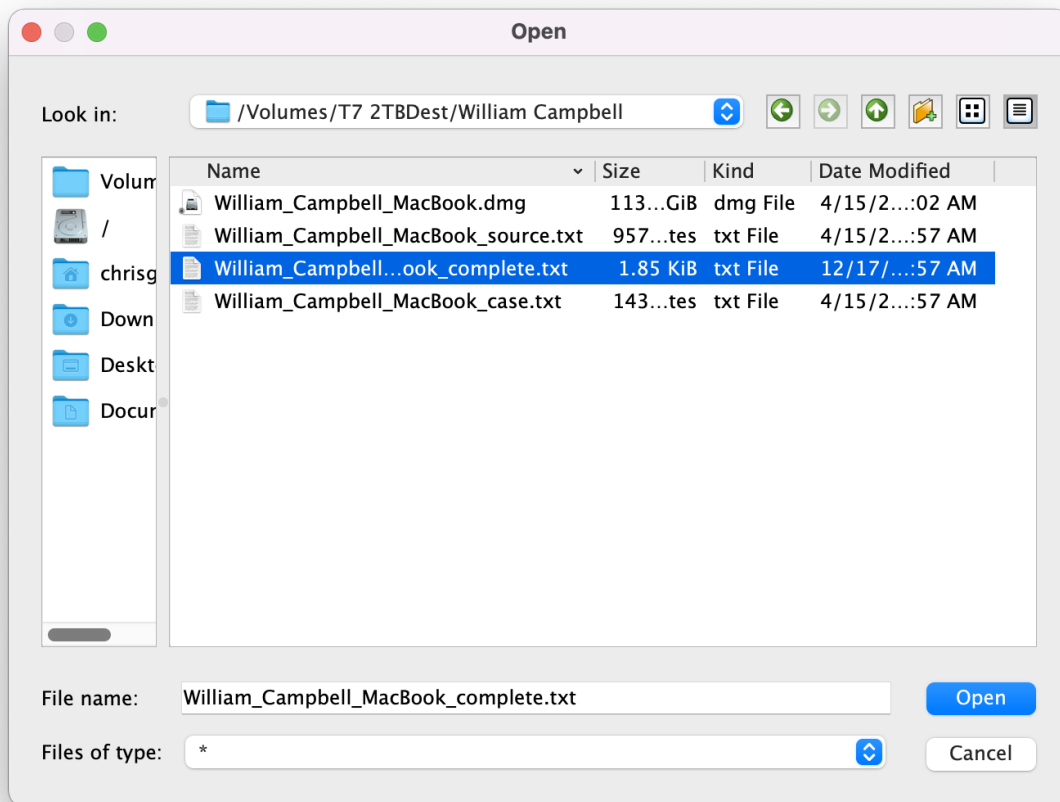 Open
Look in: /Volumes/T7 2TBDest/William Campbell
Volum
/
chrisg
Down
Deskt
Docur
Name Size Kind Date Modified
William_Campbell_MacBook.dmg 113...GiB dmg File 4/15/2...:02 AM
William_Campbell_MacBook_source.txt 957...tes txt File 4/15/2...:57 AM
William_Campbell...ook_complete.txt 1.85 KiB txt File 12/17/...:57 AM
William_Campbell_MacBook_case.txt 143...tes txt File 4/15/2...:57 AM
File name: William_Campbell_MacBook_complete.txt Open
Files of type: * Cancel